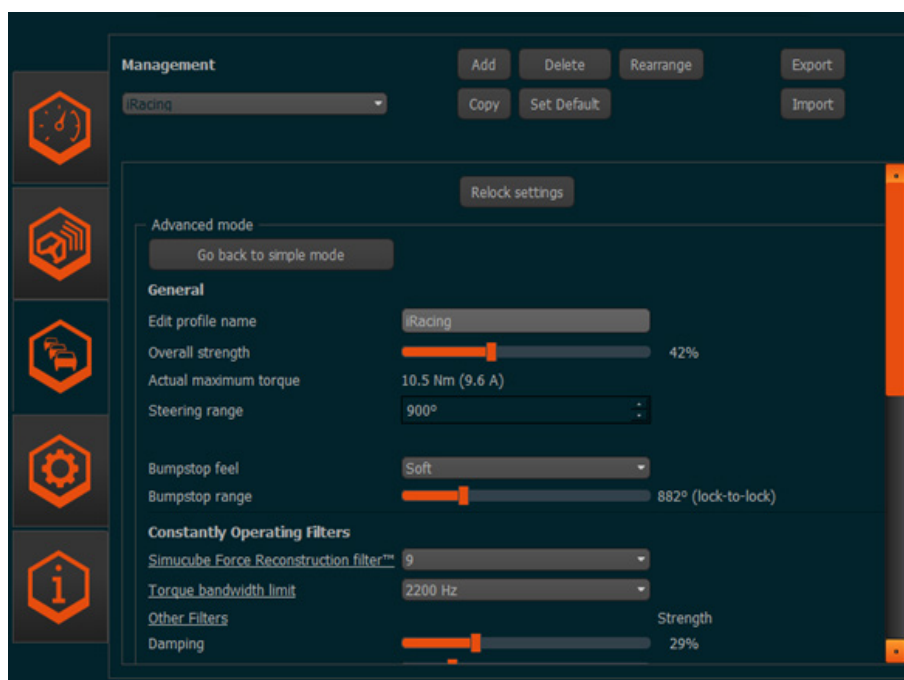 Management Add Delete Rearrange Export
iRacing Copy Set Default Import
Relock settings
Advanced mode
Go back to simple mode
General
Edit profile name iRacing
Overall strength 42%
Actual maximum torque 10.5 Nm (9.6 A)
Steering range 900º
Bumpstop feel Soft
Bumpstop range 882º (lock-to-lock)
Constantly Operating Filters
Simucube Force Reconstruction filter™ 9
Torque bandwidth limit 2200 Hz
Other Filters Strength
Damping 29%